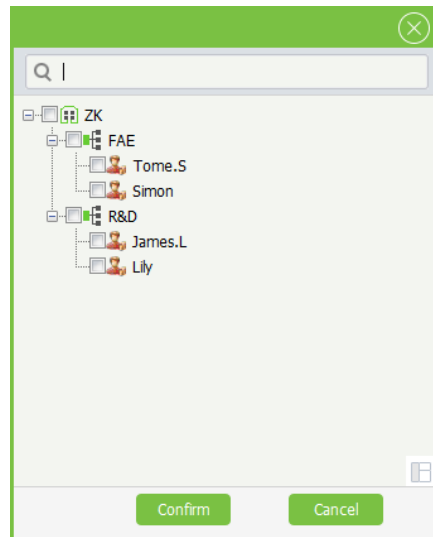 ZK
FAE
Tome.S
Simon
R&D
James.L
Lily
Confirm Cancel